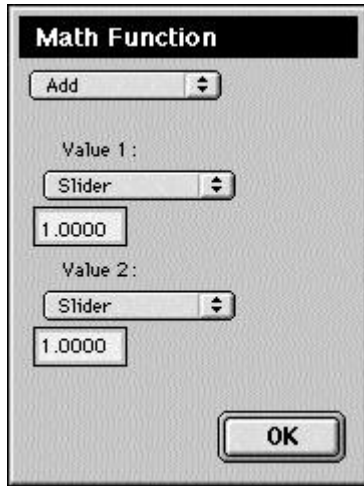 Math Function
Add
Value 1:
Slider
1.0000
Value 2:
Slider
1.0000
OK